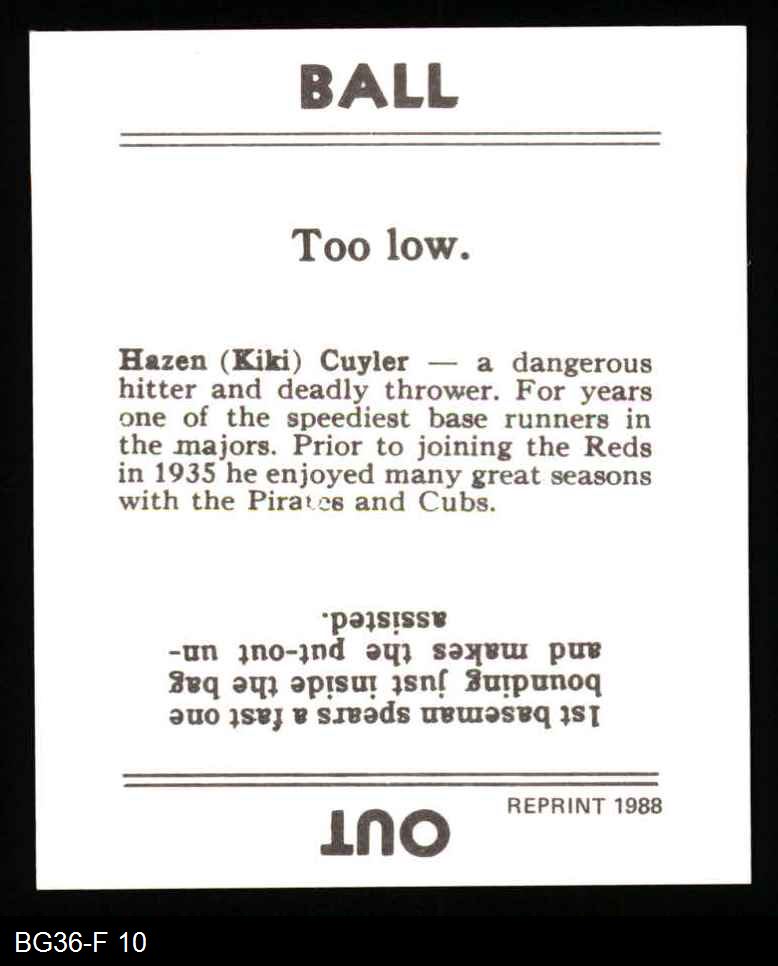 BALL
Too low.
Hazen (Kiki) Cuyler — a dangerous
hitter and deadly thrower. For years
one of the speediest base runners in
the majors. Prior to joining the Reds
in 1935 he enjoyed many great seasons
with the Pirates and Cubs.
1st baseman spears a fast one
bounding just inside the bag
and makes the put-out un-
assisted.
OUT
REPRINT 1988
BG36-F 10